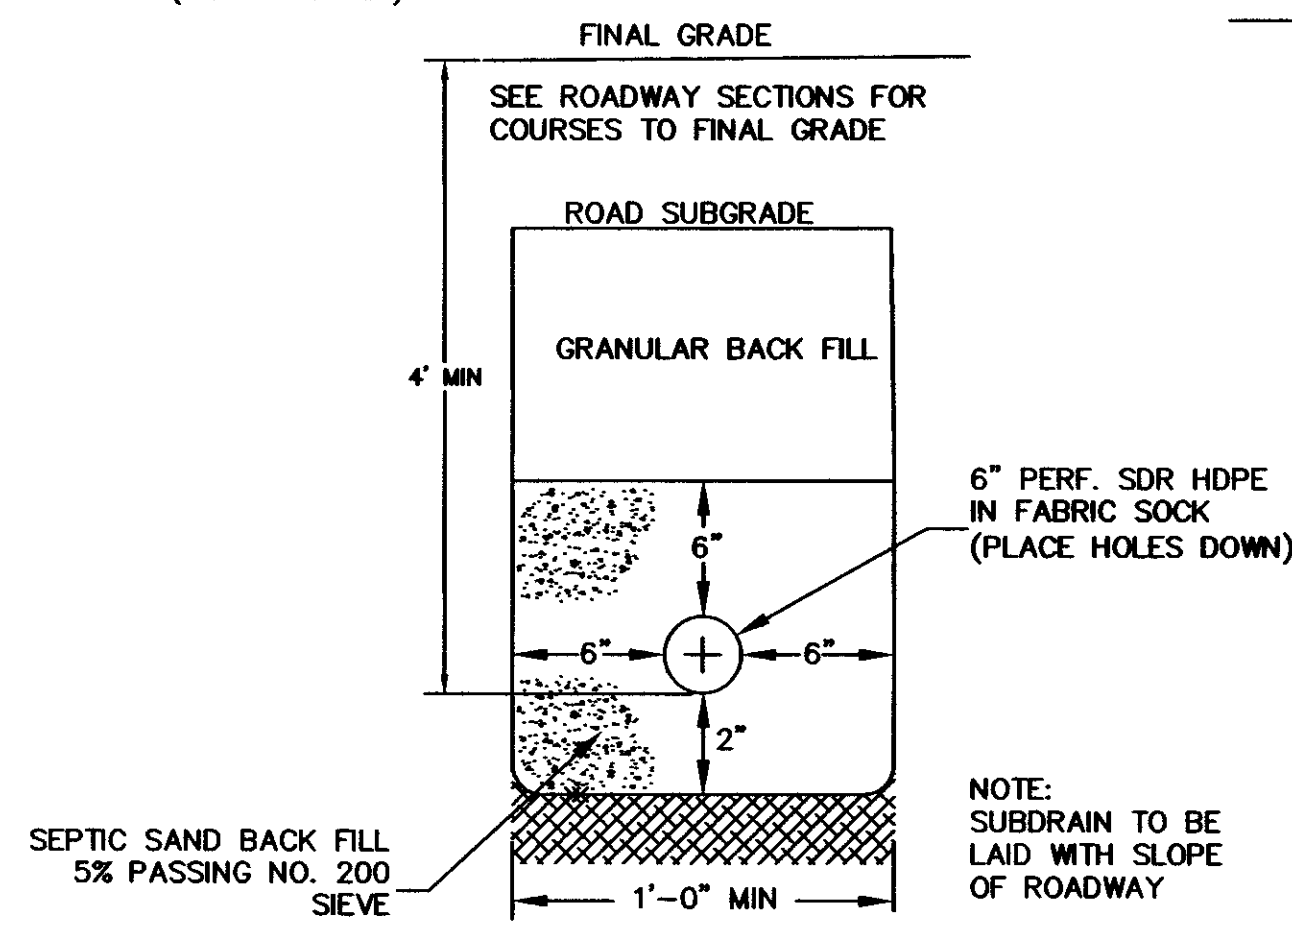 FINAL GRADE
SEE ROADWAY SECTIONS FOR
COURSES TO FINAL GRADE
ROAD SUBGRADE
GRANULAR BACK FILL
4' MIN
6" PERF. SDR HDPE
IN FABRIC SOCK
(PLACE HOLES DOWN)
6"
6"
6"
2"
NOTE:
SUBDRAIN TO BE
LAID WITH SLOPE
OF ROADWAY
SEPTIC SAND BACK FILL
5% PASSING NO. 200
SIEVE
1'-0" MIN